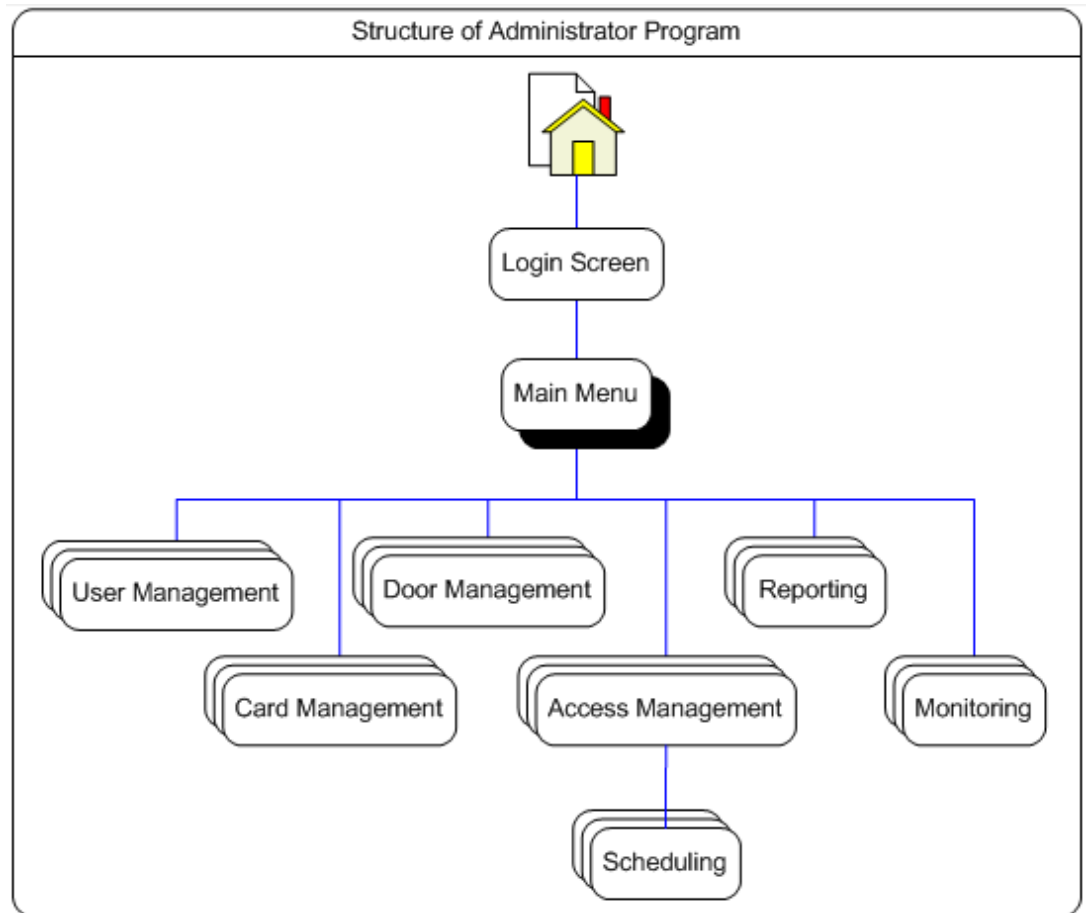 Structure of Administrator Program
Login Screen
Main Menu
User Management
Door Management
Reporting
Card Management
Access Management
Monitoring
Scheduling